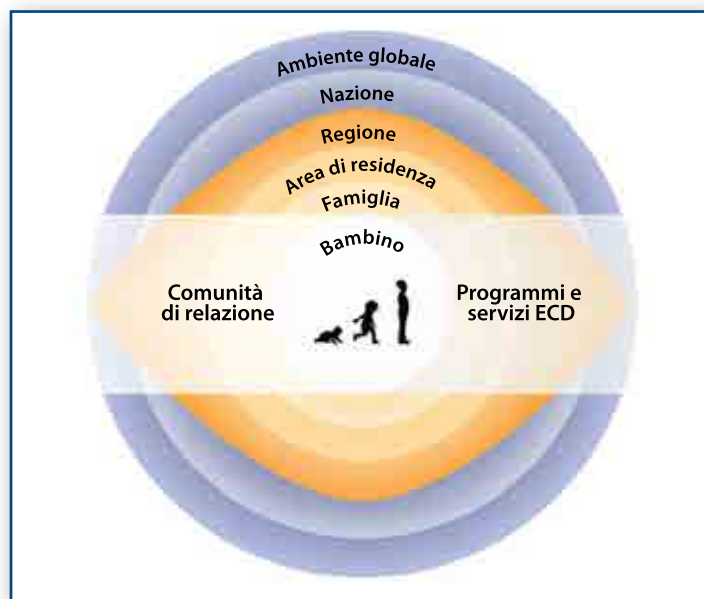 Ambiente globale
Nazione
Regione
Area di residenza
Famiglia
Bambino
Comunità
di relazione
Programmi e
servizi ECD